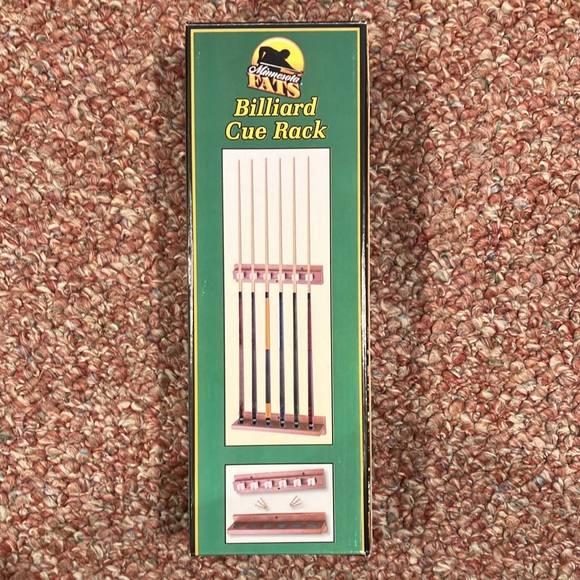 Minnesota
FATS
Billiard
Cue Rack